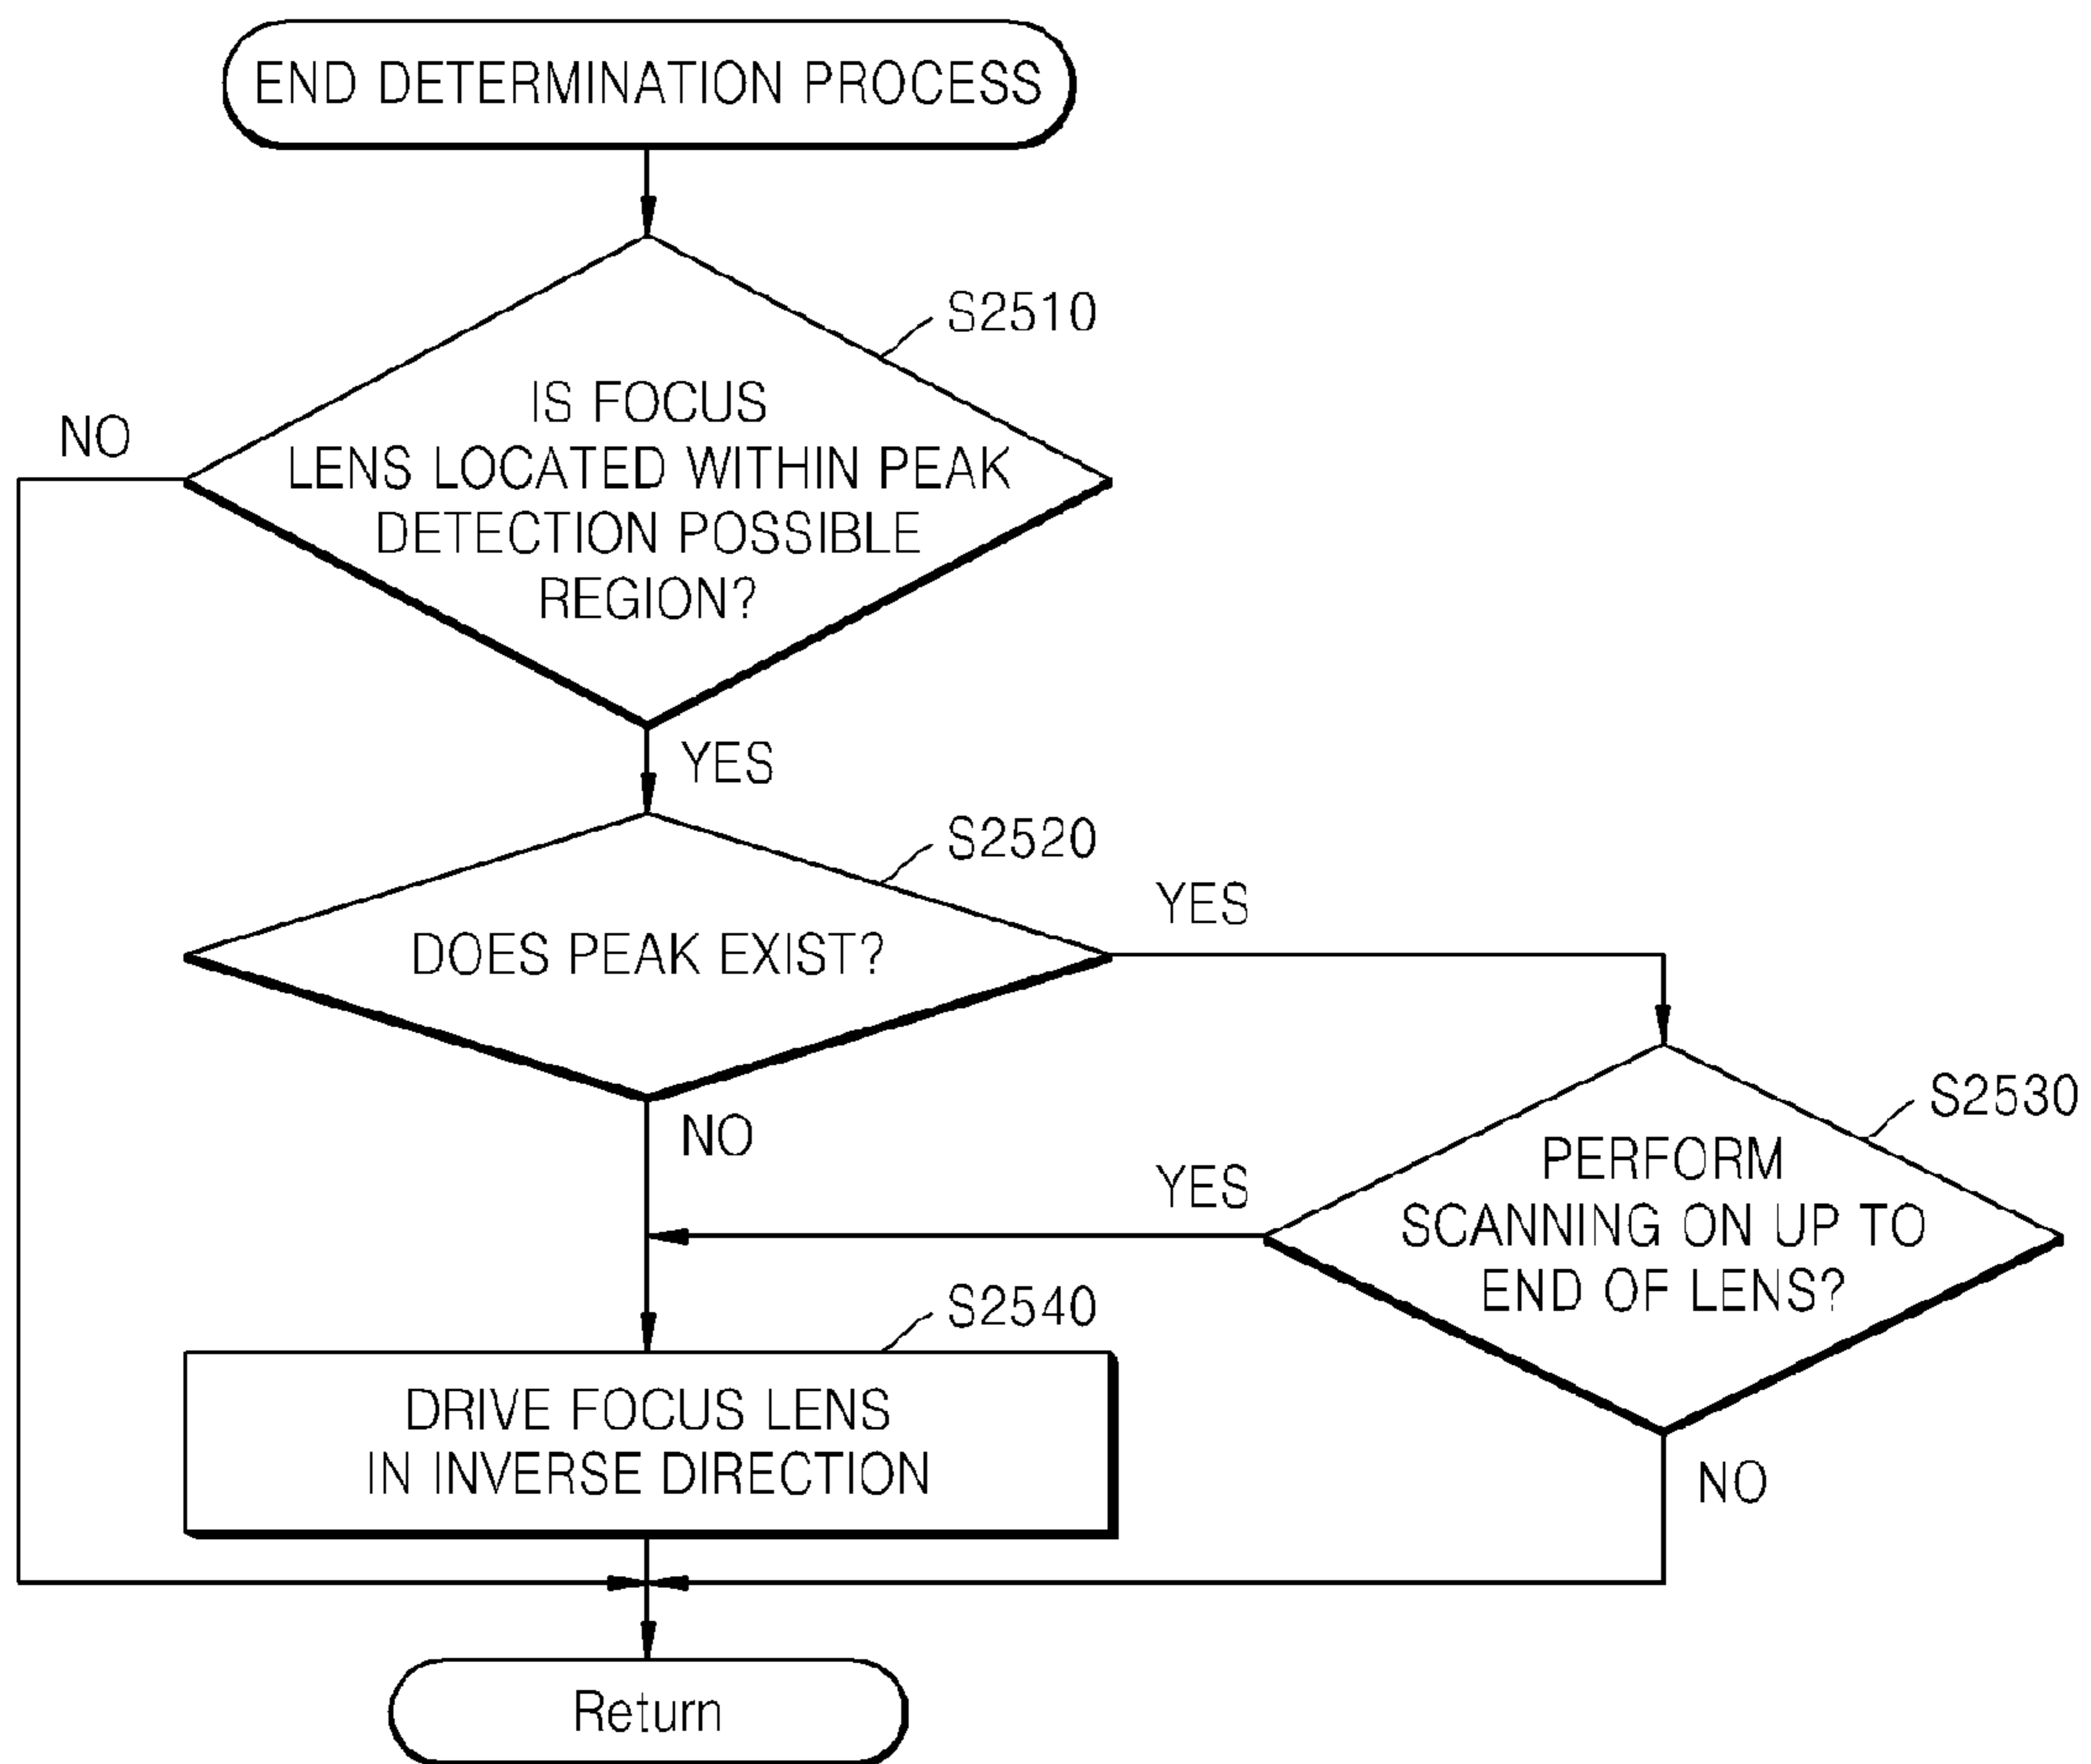 END DETERMINATION PROCESS
S2510
IS FOCUS
LENS LOCATED WITHIN PEAK
DETECTION POSSIBLE
REGION?
NO
YES
S2520
DOES PEAK EXIST?
YES
NO
S2530
PERFORM
SCANNING ON UP TO
END OF LENS?
YES
NO
S2540
DRIVE FOCUS LENS
IN INVERSE DIRECTION
Return